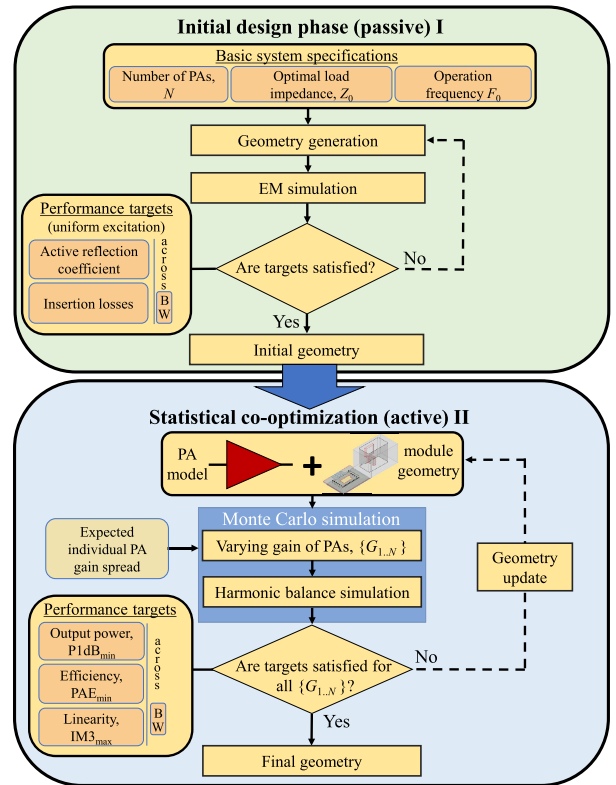 Initial design phase (passive) I
Basic system specifications
Number of PAs,
N
Optimal load
impedance, Z₀
Operation
frequency F₀
Geometry generation
EM simulation
Performance targets
(uniform excitation)
Active reflection
coefficient
Insertion losses
across
BW
Are targets satisfied?
No
Yes
Initial geometry
Statistical co-optimization (active) II
PA
model
+
module
geometry
Monte Carlo simulation
Expected
individual PA
gain spread
Varying gain of PAs, {G₁..N}
Harmonic balance simulation
Geometry
update
Performance targets
Output power,
P1dBmin
Efficiency,
PAEmin
Linearity,
IM3max
across
BW
Are targets satisfied for
all {G₁..N}?
No
Yes
Final geometry